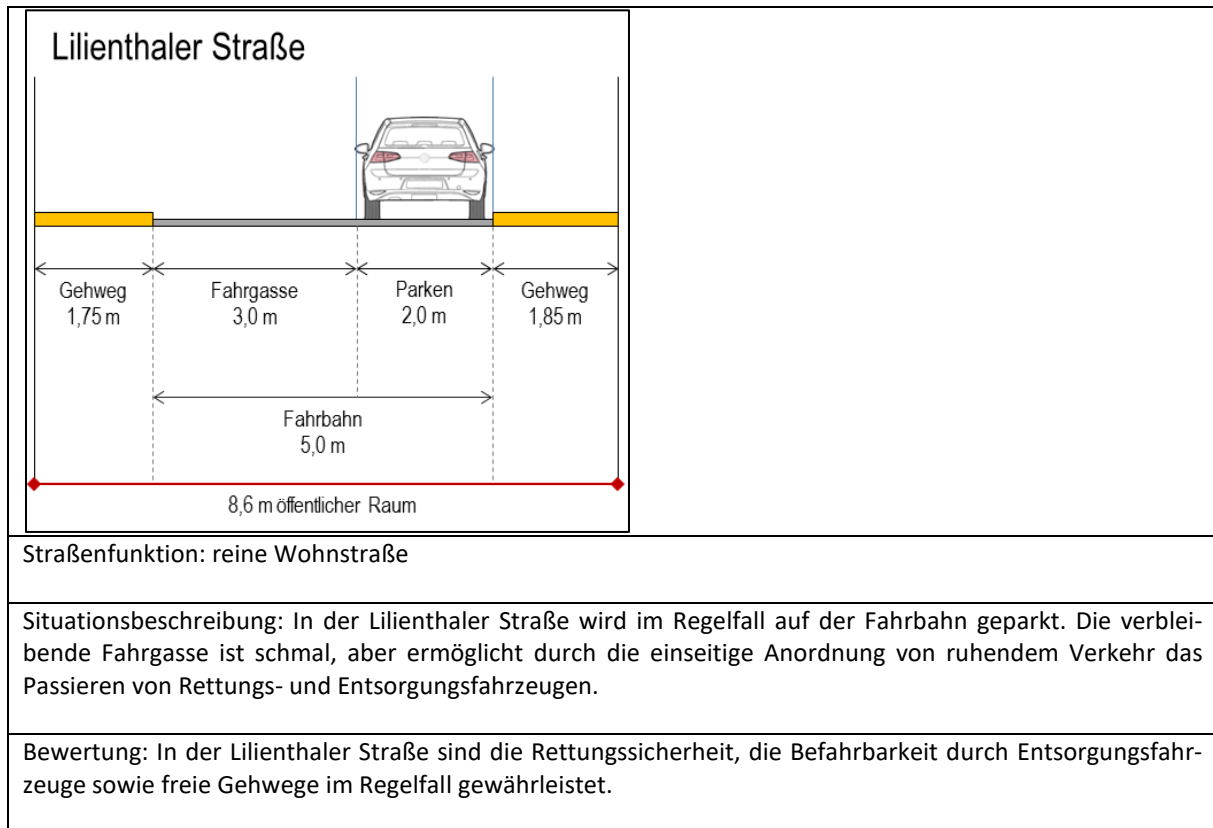 Lilienthaler Straße
Gehweg Fahrgasse Parken Gehweg
1,75 m 3,0 m 2,0 m 1,85 m
Fahrbahn
5,0 m
8,6 m öffentlicher Raum
Straßenfunktion: reine Wohnstraße
Situationsbeschreibung: In der Lilienthaler Straße wird im Regelfall auf der Fahrbahn geparkt. Die verblei-
bende Fahrgasse ist schmal, aber ermöglicht durch die einseitige Anordnung von ruhendem Verkehr das
Passieren von Rettungs- und Entsorgungsfahrzeugen.
Bewertung: In der Lilienthaler Straße sind die Rettungssicherheit, die Befahrbarkeit durch Entsorgungsfahr-
zeuge sowie freie Gehwege im Regelfall gewährleistet.